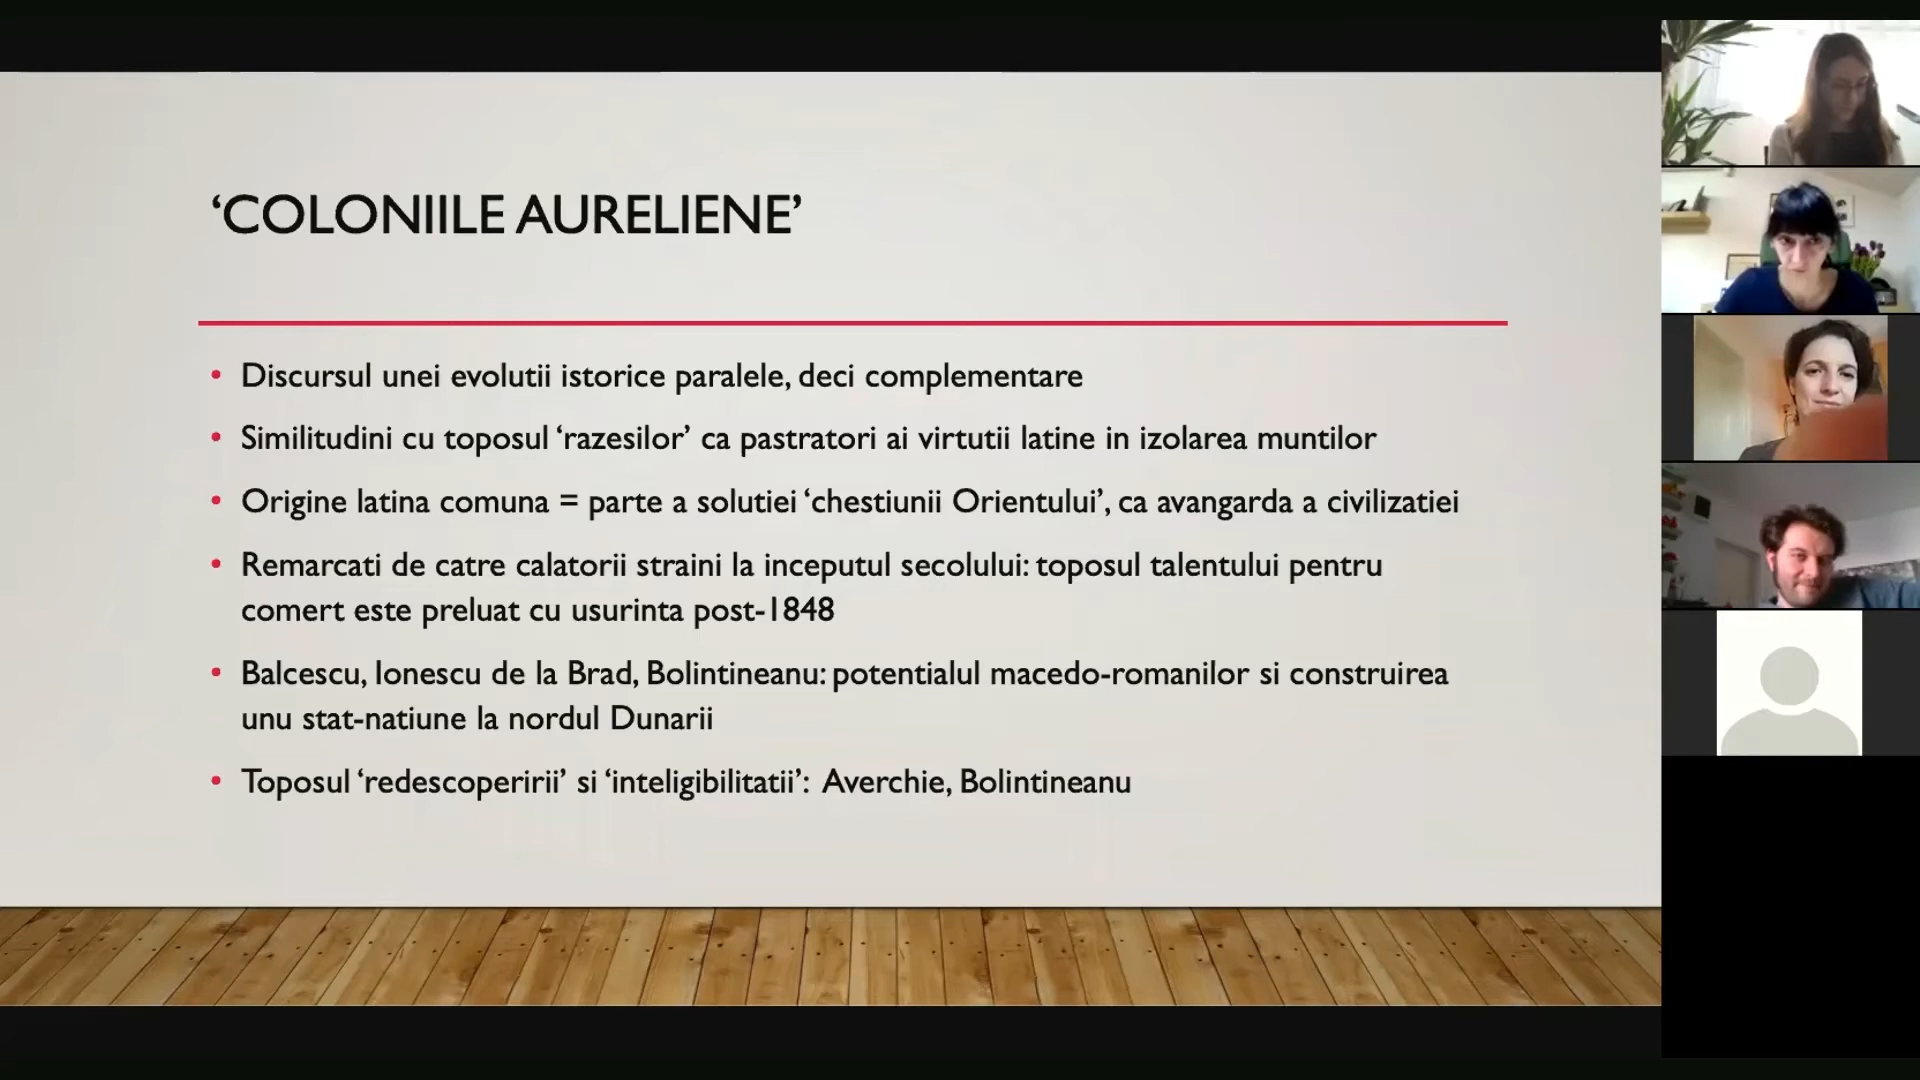 ‘COLONIILE AURELIENE’
• Discursul unei evolutii istorice paralele, deci complementare
• Similitudini cu toposul ‘razesilor’ ca pastratori ai virtutii latine in izolarea muntilor
• Origine latina comuna = parte a solutiei ‘chestiunii Orientului’, ca avangarda a civilizatiei
• Remarcati de catre calatorii straini la inceputul secolului: toposul talentului pentru
comert este preluat cu usurinta post-1848
• Balcescu, Ionescu de la Brad, Bolintineanu: potentialul macedo-romanilor si construirea
unu stat-natiune la nordul Dunarii
• Toposul ‘redescoperirii’ si ‘inteligibilitatii’: Averchie, Bolintineanu